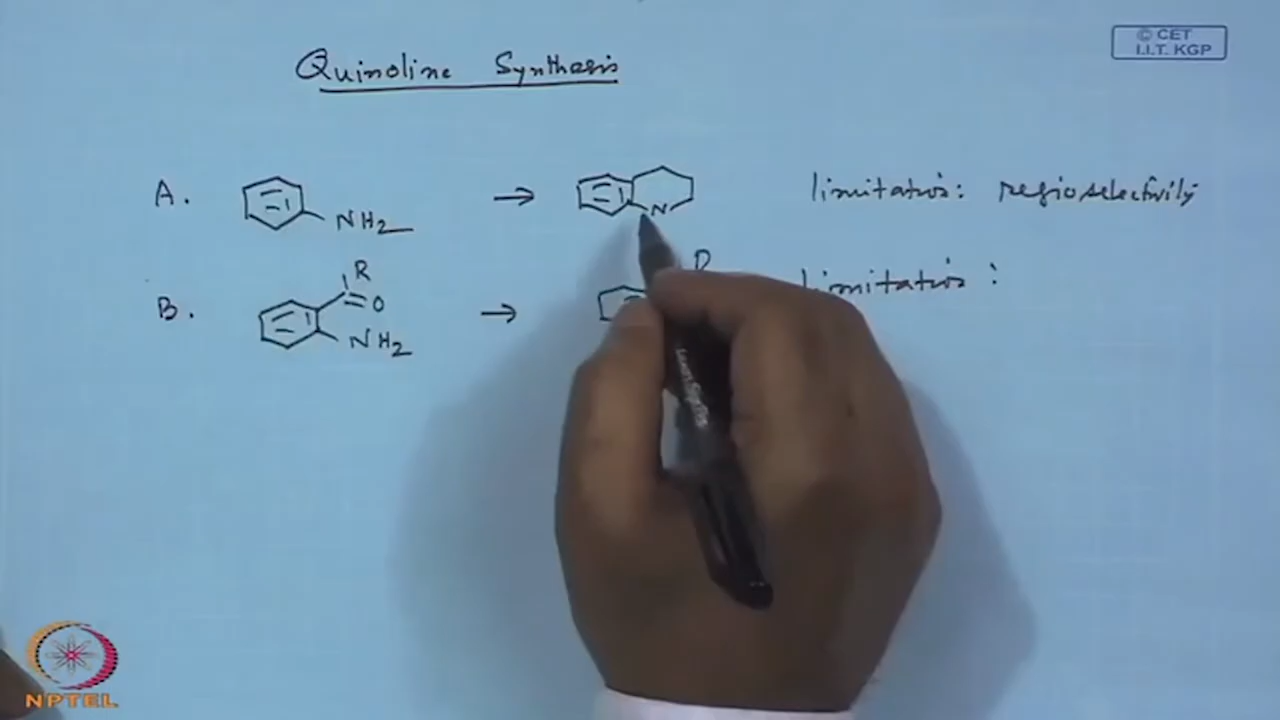 © CET
I.I.T. KGP
Quinoline Synthesis
A. NH2 → N limitation: regioselectivity
R
B. O → limitation:
NH2
NPTEL